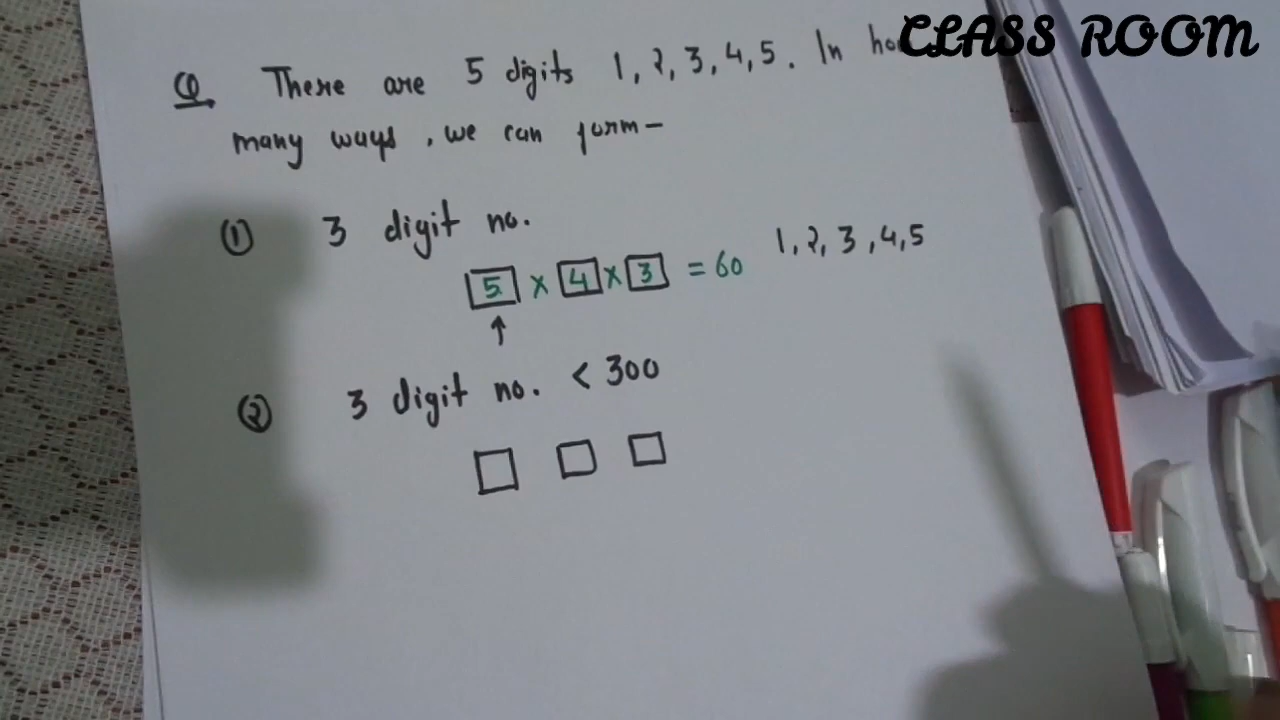 CLASS ROOM
Q. There are 5 digits 1, 2, 3, 4, 5. In
many ways, we can form –
① 3 digit no.
1, 2, 3, 4, 5
5 × 4 × 3 = 60
↑
② 3 digit no. < 300